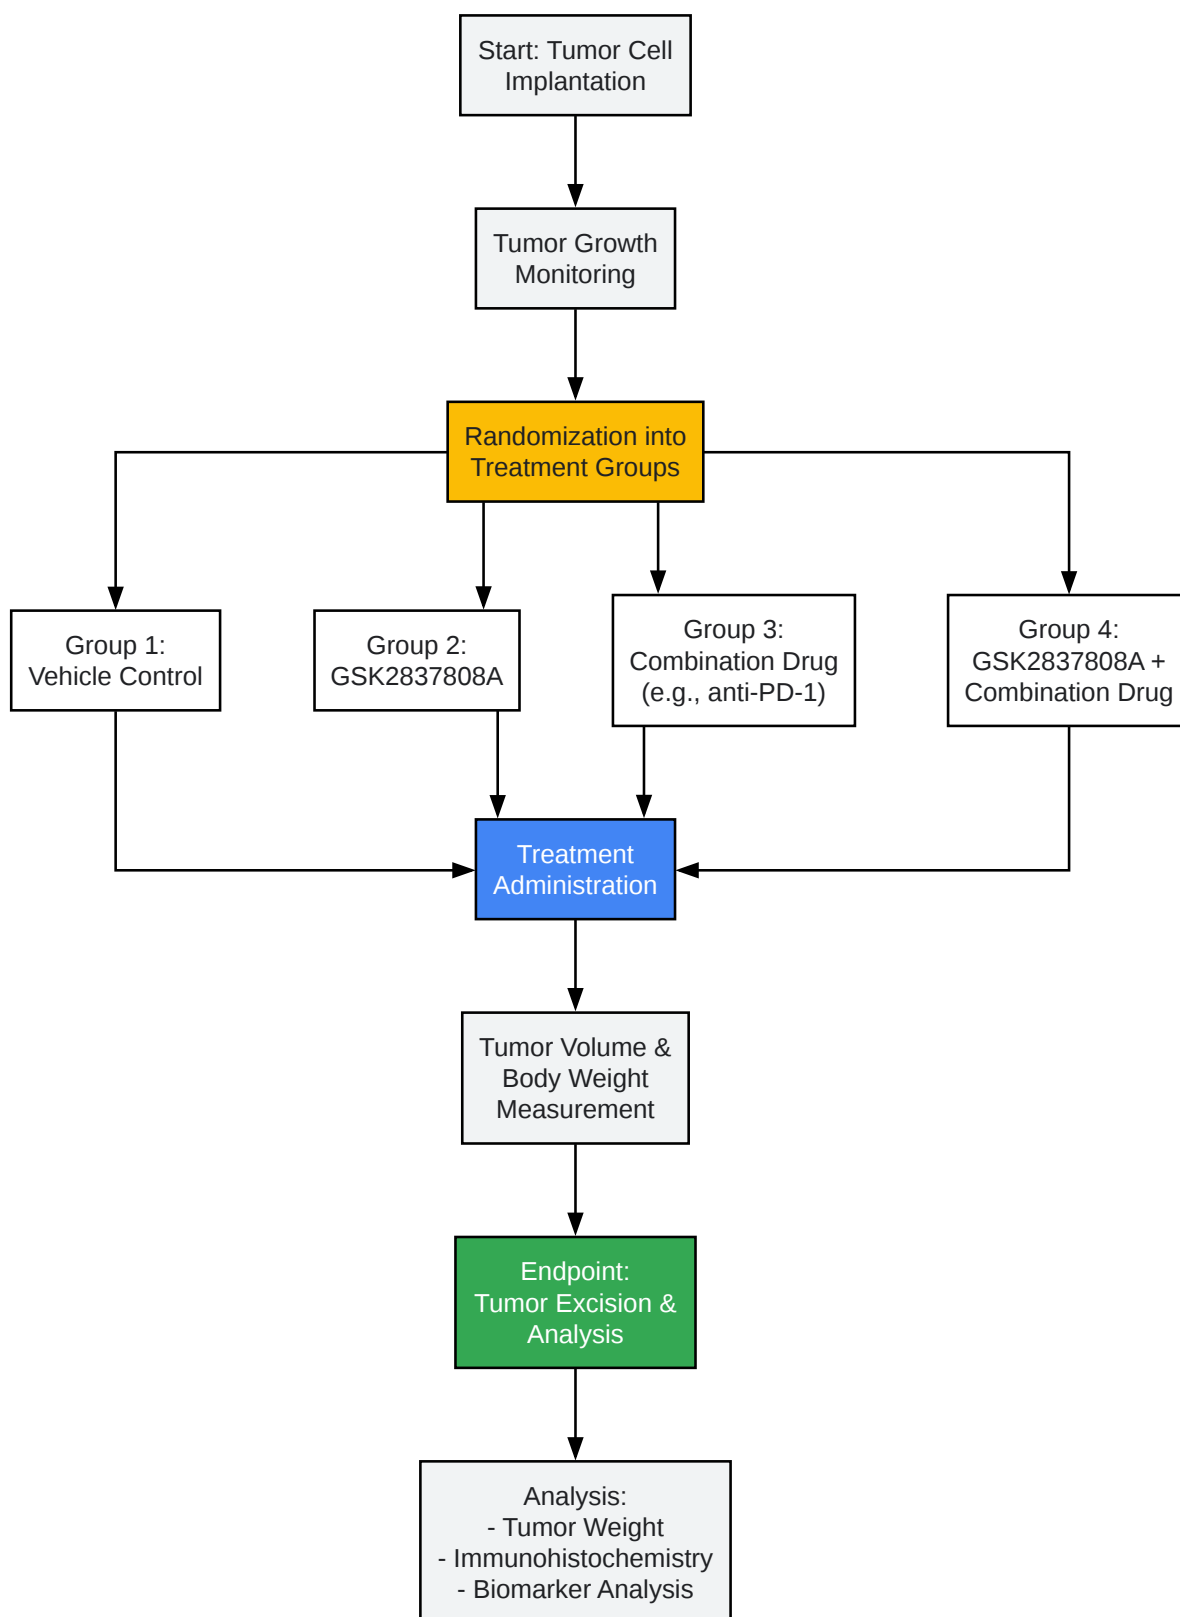 Start: Tumor Cell
Implantation
Tumor Growth
Monitoring
Randomization into
Treatment Groups
Group 1:
Vehicle Control
Group 2:
GSK2837808A
Group 3:
Combination Drug
(e.g., anti-PD-1)
Group 4:
GSK2837808A +
Combination Drug
Treatment
Administration
Tumor Volume &
Body Weight
Measurement
Endpoint:
Tumor Excision &
Analysis
Analysis:
- Tumor Weight
- Immunohistochemistry
- Biomarker Analysis